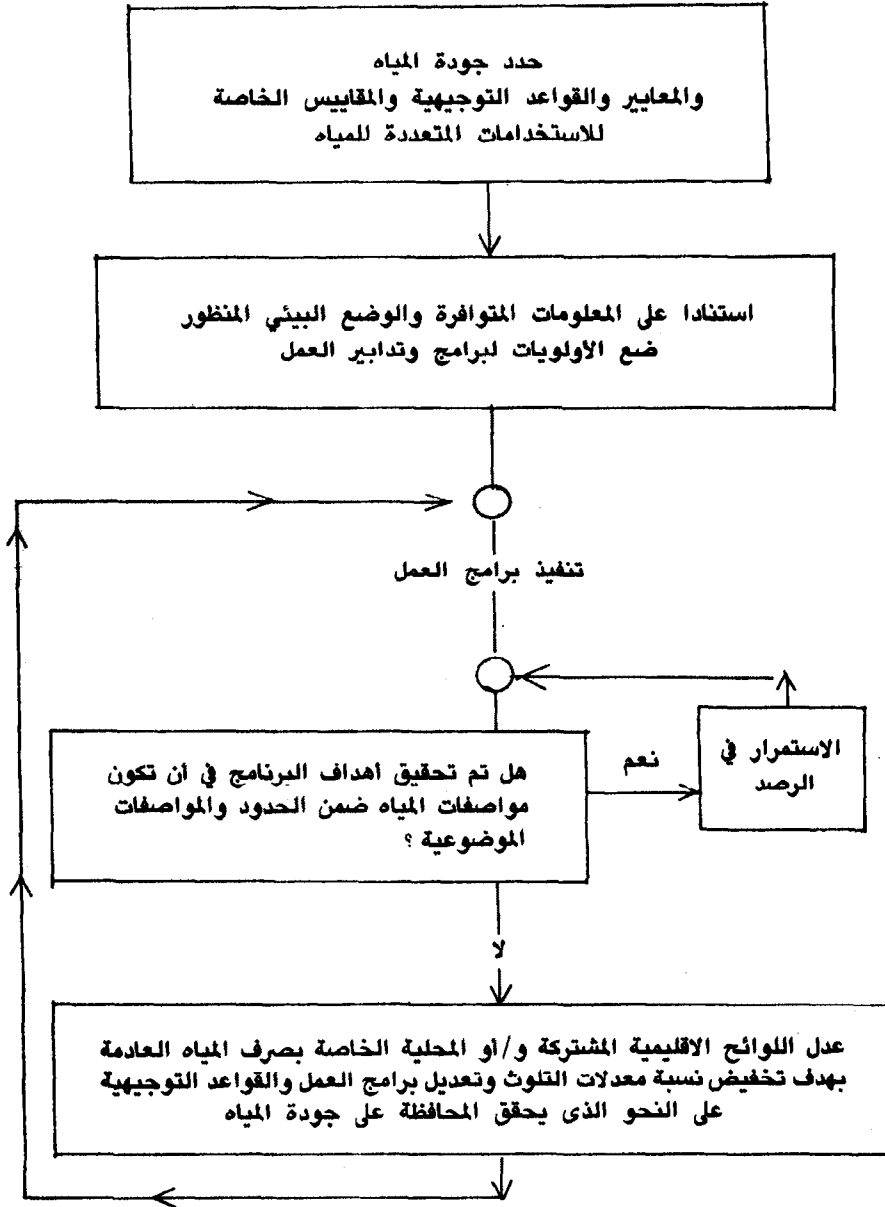 حدد جودة المياه
والمعايير والقواعد التوجيهية والمقاييس الخاصة
للاستخدامات المتعددة للمياه
استنادا على المعلومات المتوافرة والوضع البيئي المنظور
ضع الأولويات لبرامج وتدابير العمل
تنفيذ برامج العمل
هل تم تحقيق أهداف البرنامج في أن تكون
مواصفات المياه ضمن الحدود والمواصفات
الموضوعية ؟
نعم
الاستمرار في
الرصد
لا
عدل اللوائح الاقليمية المشتركة و/أو المحلية الخاصة بصرف المياه العادمة
بهدف تخفيض نسبة معدلات التلوث وتعديل برامج العمل والقواعد التوجيهية
على النحو الذى يحقق المحافظة على جودة المياه